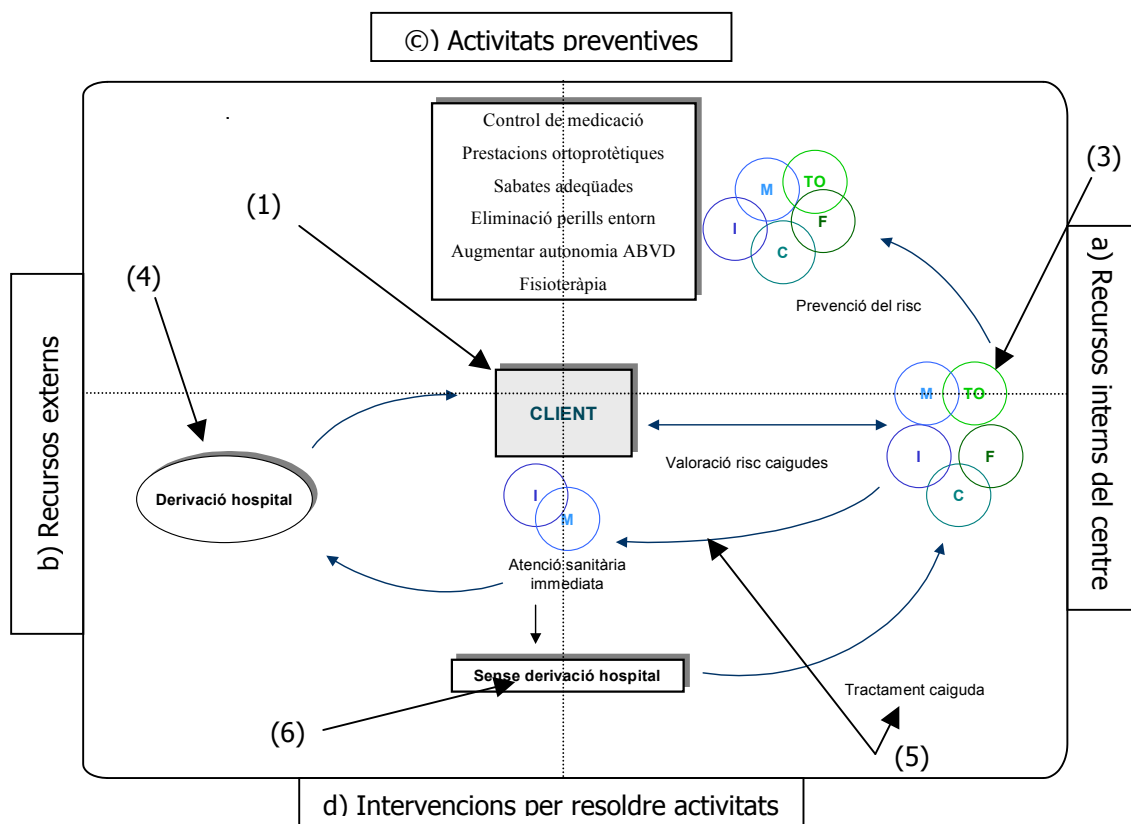 ©) Activitats preventives
Control de medicació
Prestacions ortoprotètiques
Sabates adeqüades
Eliminació perills entorn
Augmentar autonomia ABVD
Fisioteràpia
M
TO
I
F
C
(3)
(1)
(4)
a) Recursos interns del centre
b) Recursos externs
Prevenció del risc
CLIENT
M
TO
I
F
C
Valoració risc caigudes
Derivació hospital
I
M
Atenció sanitària
immediata
Sense derivació hospital
Tractament caiguda
(6)
(5)
d) Intervencions per resoldre activitats